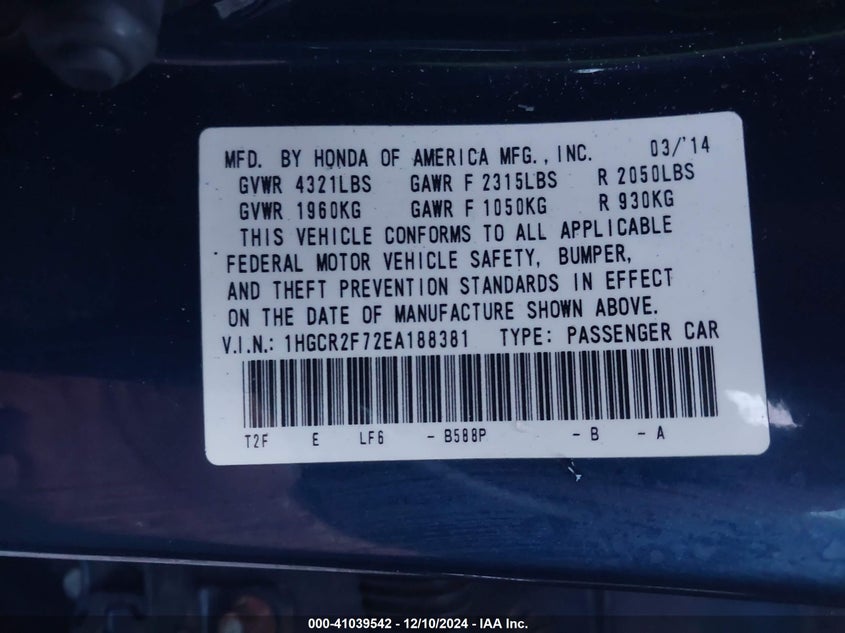 MFD. BY HONDA OF AMERICA MFG., INC. 03/'14
GVWR 4321LBS GAWR F 2315LBS R 2050LBS
GVWR 1960KG GAWR F 1050KG R 930KG
THIS VEHICLE CONFORMS TO ALL APPLICABLE
FEDERAL MOTOR VEHICLE SAFETY, BUMPER,
AND THEFT PREVENTION STANDARDS IN EFFECT
ON THE DATE OF MANUFACTURE SHOWN ABOVE.
V.I.N.: 1HGCR2F72EA188381 TYPE: PASSENGER CAR
T2F E LF6 - B588P - B - A
000-41039542 - 12/10/2024 - IAA Inc.